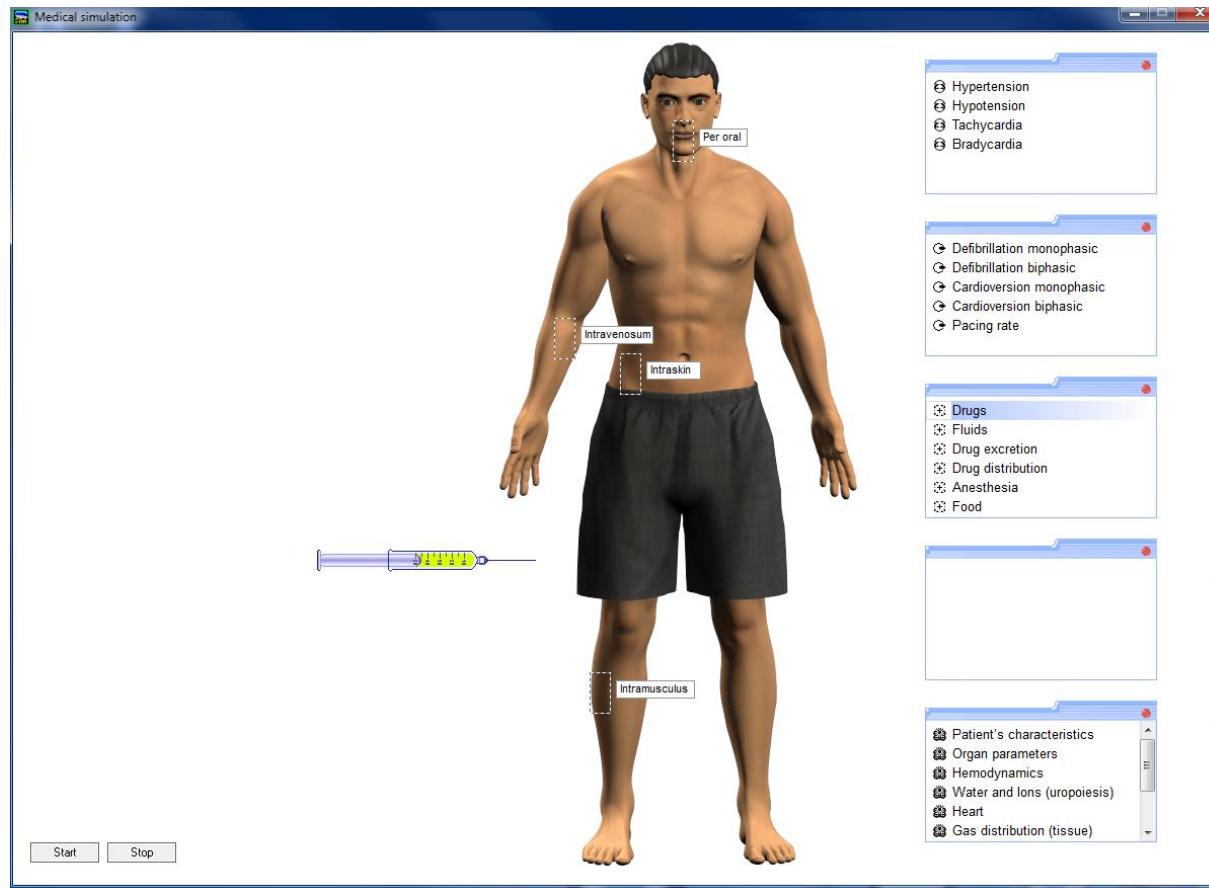 Medical simulation
Per oral
Intravenosum
Intraskin
Intramusculus
Start
Stop
Hypertension
Hypotension
Tachycardia
Bradycardia
Defibrillation monophasic
Defibrillation biphasic
Cardioversion monophasic
Cardioversion biphasic
Pacing rate
Drugs
Fluids
Drug excretion
Drug distribution
Anesthesia
Food
Patient's characteristics
Organ parameters
Hemodynamics
Water and Ions (uropoiesis)
Heart
Gas distribution (tissue)